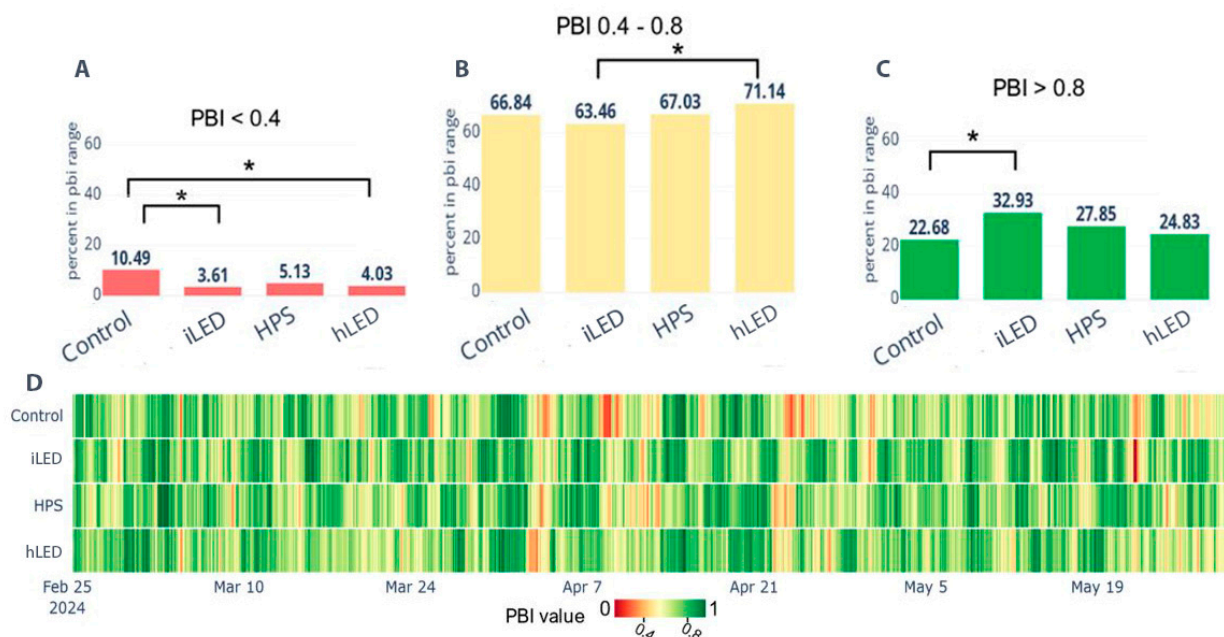 PBI 0.4 - 0.8
A
B
C
PBI < 0.4
PBI > 0.8
*
*
*
*
percent in pbi range
60
40
20
0
10.49
3.61
5.13
4.03
Control
iLED
HPS
hLED
percent in pbi range
60
40
20
0
66.84
63.46
67.03
71.14
Control
iLED
HPS
hLED
percent in pbi range
60
40
20
0
22.68
32.93
27.85
24.83
Control
iLED
HPS
hLED
D
Control
iLED
HPS
hLED
Feb 25 Mar 10 Mar 24 Apr 7 Apr 21 May 5 May 19
2024
PBI value 0 1
0.4 0.8